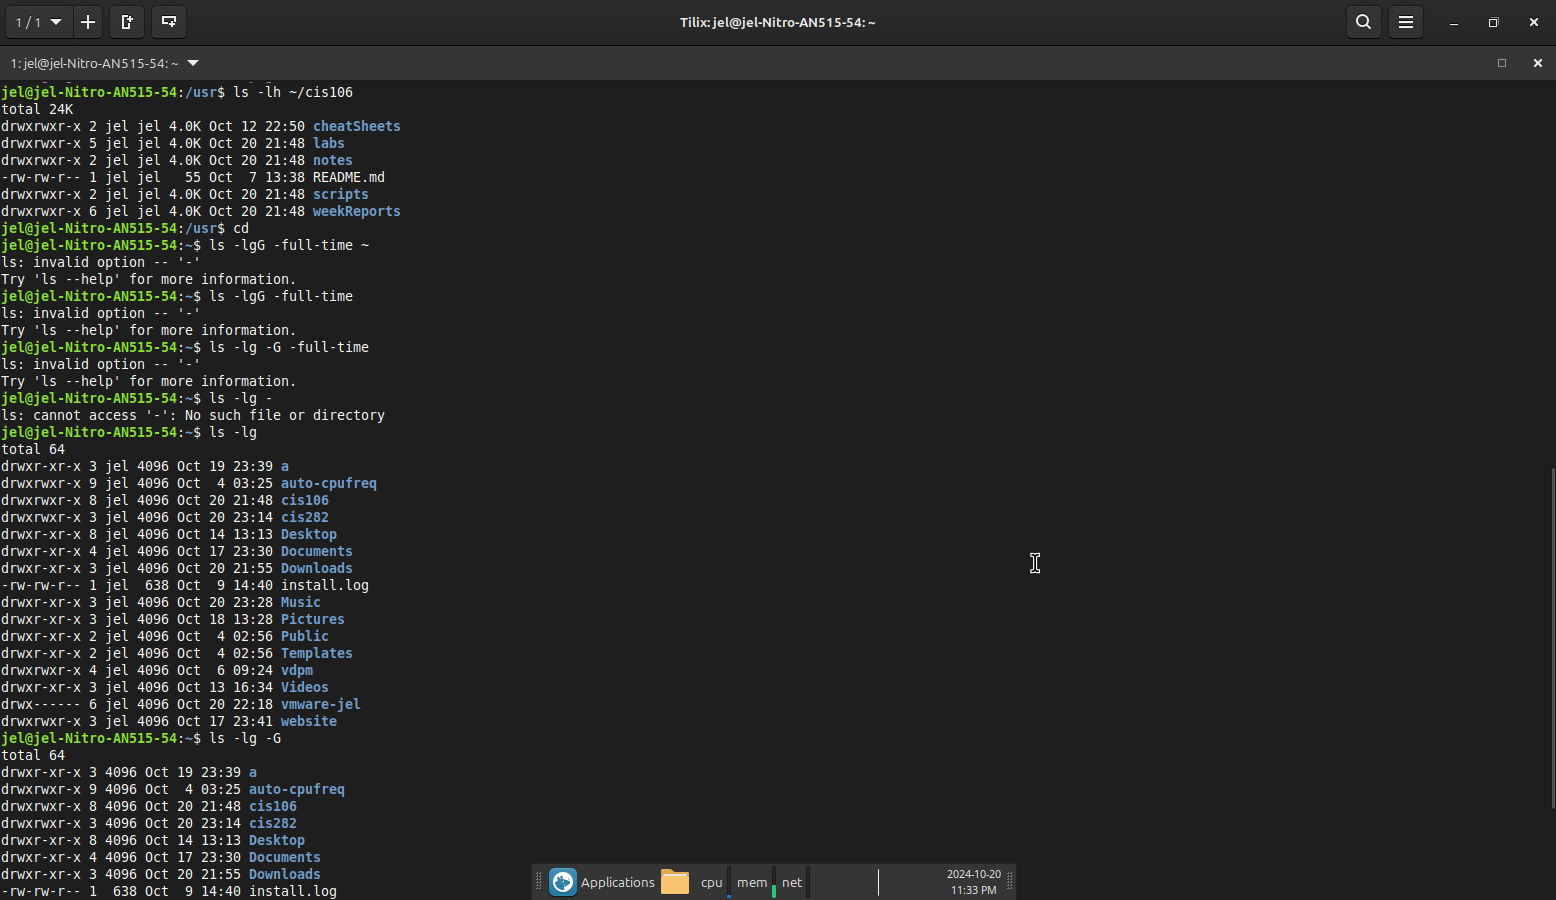 1 / 1
Tilix: jel@jel-Nitro-AN515-54: ~
1: jel@jel-Nitro-AN515-54: ~
jel@jel-Nitro-AN515-54:/usr$ ls -lh ~/cis106
total 24K
drwxrwxr-x 2 jel jel 4.0K Oct 12 22:50 cheatSheets
drwxrwxr-x 5 jel jel 4.0K Oct 20 21:48 labs
drwxrwxr-x 2 jel jel 4.0K Oct 20 21:48 notes
-rw-rw-r-- 1 jel jel   55 Oct  7 13:38 README.md
drwxrwxr-x 2 jel jel 4.0K Oct 20 21:48 scripts
drwxrwxr-x 6 jel jel 4.0K Oct 20 21:48 weekReports
jel@jel-Nitro-AN515-54:/usr$ cd
jel@jel-Nitro-AN515-54:~$ ls -lgG -full-time ~
ls: invalid option -- '-'
Try 'ls --help' for more information.
jel@jel-Nitro-AN515-54:~$ ls -lgG -full-time
ls: invalid option -- '-'
Try 'ls --help' for more information.
jel@jel-Nitro-AN515-54:~$ ls -lg -G -full-time
ls: invalid option -- '-'
Try 'ls --help' for more information.
jel@jel-Nitro-AN515-54:~$ ls -lg -
ls: cannot access '-': No such file or directory
jel@jel-Nitro-AN515-54:~$ ls -lg
total 64
drwxr-xr-x 3 jel 4096 Oct 19 23:39 a
drwxrwxr-x 9 jel 4096 Oct  4 03:25 auto-cpufreq
drwxrwxr-x 8 jel 4096 Oct 20 21:48 cis106
drwxrwxr-x 3 jel 4096 Oct 20 23:14 cis282
drwxr-xr-x 8 jel 4096 Oct 14 13:13 Desktop
drwxr-xr-x 4 jel 4096 Oct 17 23:30 Documents
drwxr-xr-x 3 jel 4096 Oct 20 21:55 Downloads
-rw-rw-r-- 1 jel  638 Oct  9 14:40 install.log
drwxr-xr-x 3 jel 4096 Oct 20 23:28 Music
drwxr-xr-x 3 jel 4096 Oct 18 13:28 Pictures
drwxr-xr-x 2 jel 4096 Oct  4 02:56 Public
drwxr-xr-x 2 jel 4096 Oct  4 02:56 Templates
drwxrwxr-x 4 jel 4096 Oct  6 09:24 vdpm
drwxr-xr-x 3 jel 4096 Oct 13 16:34 Videos
drwx------ 6 jel 4096 Oct 20 22:18 vmware-jel
drwxrwxr-x 3 jel 4096 Oct 17 23:41 website
jel@jel-Nitro-AN515-54:~$ ls -lg -G
total 64
drwxr-xr-x 3 4096 Oct 19 23:39 a
drwxrwxr-x 9 4096 Oct  4 03:25 auto-cpufreq
drwxrwxr-x 8 4096 Oct 20 21:48 cis106
drwxrwxr-x 3 4096 Oct 20 23:14 cis282
drwxr-xr-x 8 4096 Oct 14 13:13 Desktop
drwxr-xr-x 4 4096 Oct 17 23:30 Documents
drwxr-xr-x 3 4096 Oct 20 21:55 Downloads
-rw-rw-r-- 1  638 Oct  9 14:40 install.log
Applications cpu mem net
2024-10-20
11:33 PM